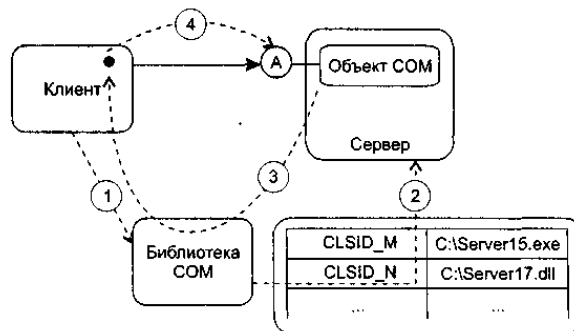 4
Клиент
A
Объект COM
Сервер
1
3
2
Библиотека
COM
CLSID_M C:\Server15.exe
CLSID_N C:\Server17.dll
... ...